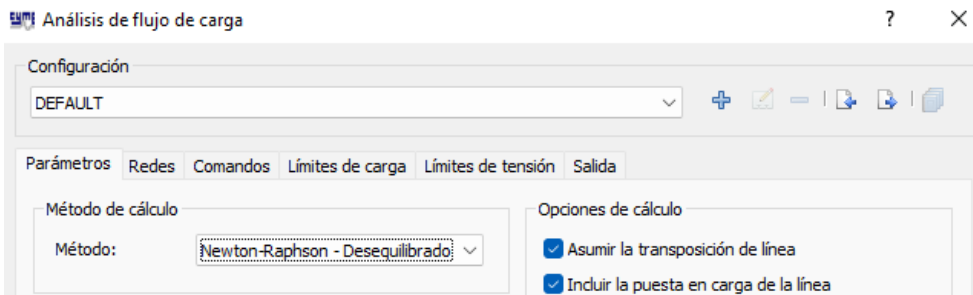 CYME Análisis de flujo de carga
Configuración
DEFAULT
Parámetros Redes Comandos Límites de carga Límites de tensión Salida
Método de cálculo
Método: Newton-Raphson - Desequilibrado
Opciones de cálculo
Asumir la transposición de línea
Incluir la puesta en carga de la línea